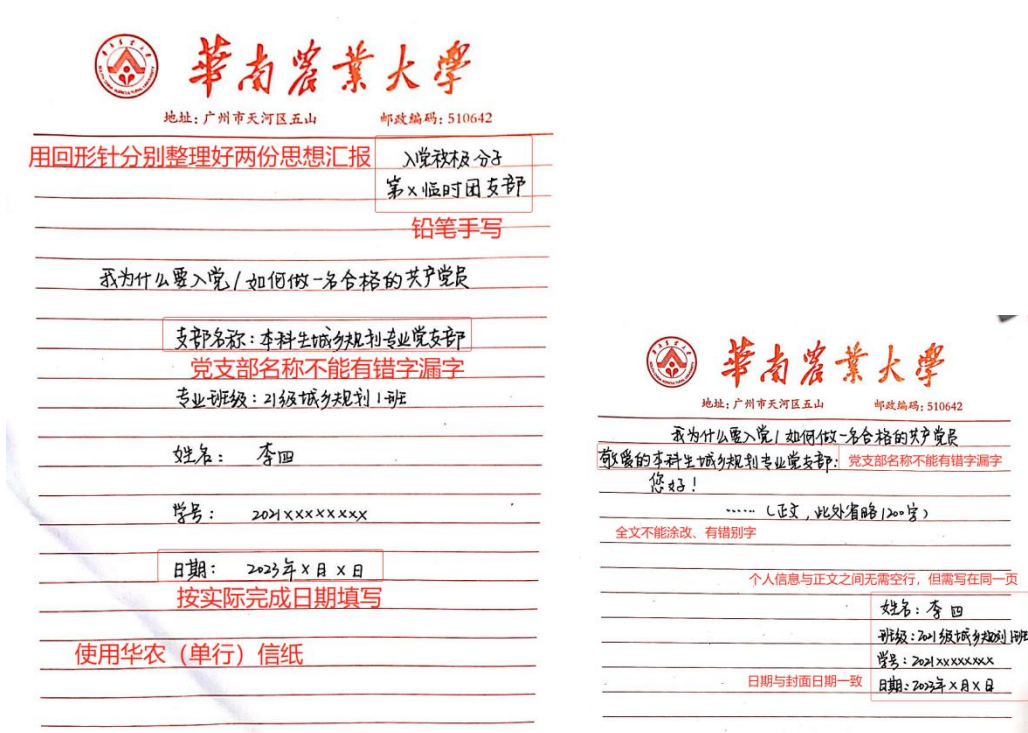 華南農業大學
地址:广州市天河区五山 邮政编码:510642
用回形针分别整理好两份思想汇报
入党积极分子
第×临时团支部
铅笔手写
我为什么要入党/如何做一名合格的共产党员
支部名称:本科生城乡规划专业党支部
党支部名称不能有错字漏字
专业班级:21级城乡规划1班
姓名: 李四
学号: 2021xxxxxxxx
日期: 2023年×月×日
按实际完成日期填写
使用华农(单行)信纸
華南農業大學
地址:广州市天河区五山 邮政编码:510642
我为什么要入党/如何做一名合格的共产党员
敬爱的本科生城乡规划专业党支部: 党支部名称不能有错字漏字
您好!
……(正文,此处省略1200字)
全文不能涂改、有错别字
个人信息与正文之间无需空行,但需写在同一页
姓名:李四
班级:2021级城乡规划1班
学号:2021xxxxxxxx
日期与封面日期一致 日期:2023年×月×日